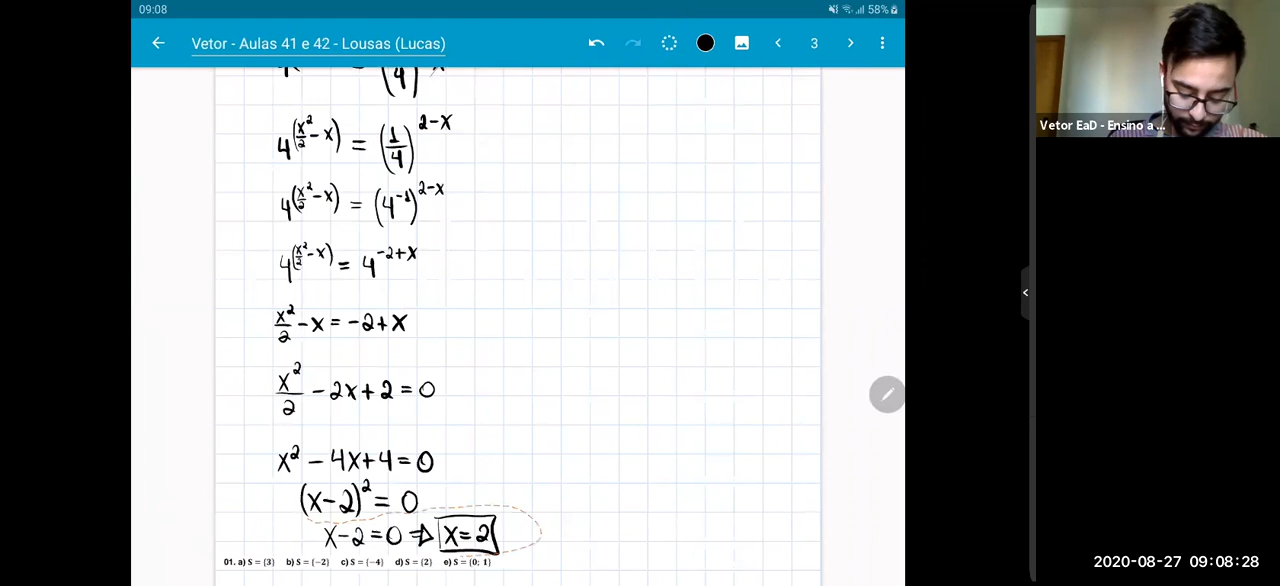 09:08 58%
Vetor - Aulas 41 e 42 - Lousas (Lucas) 3
4^(x²/2 - x) = (1/4)^(2-x)
4^(x²/2 - x) = (4^-1)^(2-x)
4^(x²/2 - x) = 4^(-2+x)
x²/2 - x = -2 + x
x²/2 - 2x + 2 = 0
x² - 4x + 4 = 0
(x-2)² = 0
x-2 = 0 ⇒ x = 2
01. a) S = {3} b) S = {-2} c) S = {-4} d) S = {2} e) S = {0; 1}
Vetor EaD - Ensino a ...
2020-08-27 09:08:28